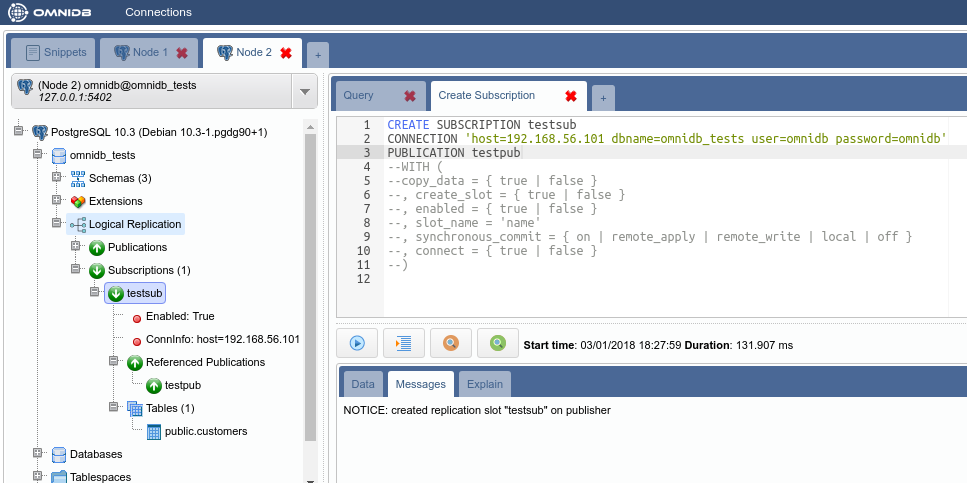 OMNIDB Connections
Snippets Node 1 Node 2 +
(Node 2) omnidb@omnidb_tests
127.0.0.1:5402
PostgreSQL 10.3 (Debian 10.3-1.pgdg90+1)
omnidb_tests
Schemas (3)
Extensions
Logical Replication
Publications
Subscriptions (1)
testsub
Enabled: True
ConnInfo: host=192.168.56.101
Referenced Publications
testpub
Tables (1)
public.customers
Databases
Tablespaces
Query Create Subscription +
1 CREATE SUBSCRIPTION testsub
2 CONNECTION 'host=192.168.56.101 dbname=omnidb_tests user=omnidb password=omnidb'
3 PUBLICATION testpub
4 --WITH (
5 --copy_data = { true | false }
6 --, create_slot = { true | false }
7 --, enabled = { true | false }
8 --, slot_name = 'name'
9 --, synchronous_commit = { on | remote_apply | remote_write | local | off }
10 --, connect = { true | false }
11 --)
12
Start time: 03/01/2018 18:27:59 Duration: 131.907 ms
Data Messages Explain
NOTICE: created replication slot "testsub" on publisher